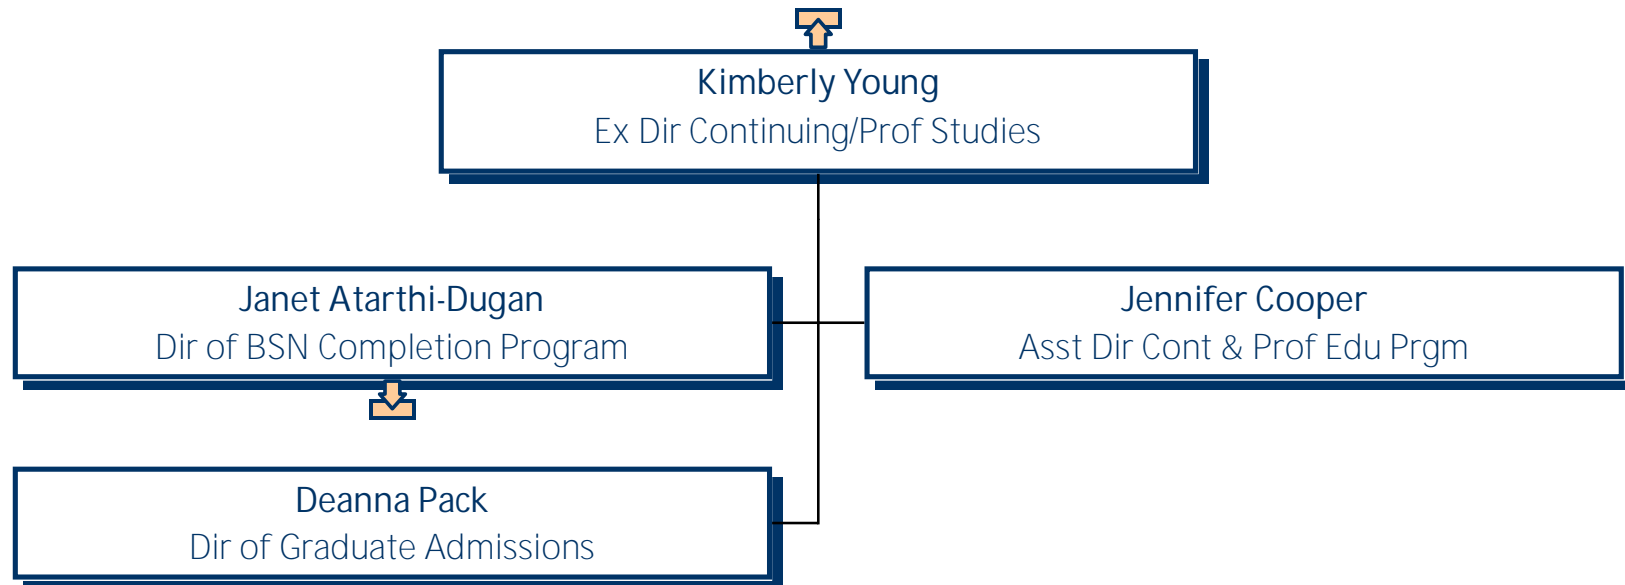 Kimberly Young
Ex Dir Continuing/Prof Studies
Janet Atarthi-Dugan
Dir of BSN Completion Program
Jennifer Cooper
Asst Dir Cont & Prof Edu Prgm
Deanna Pack
Dir of Graduate Admissions